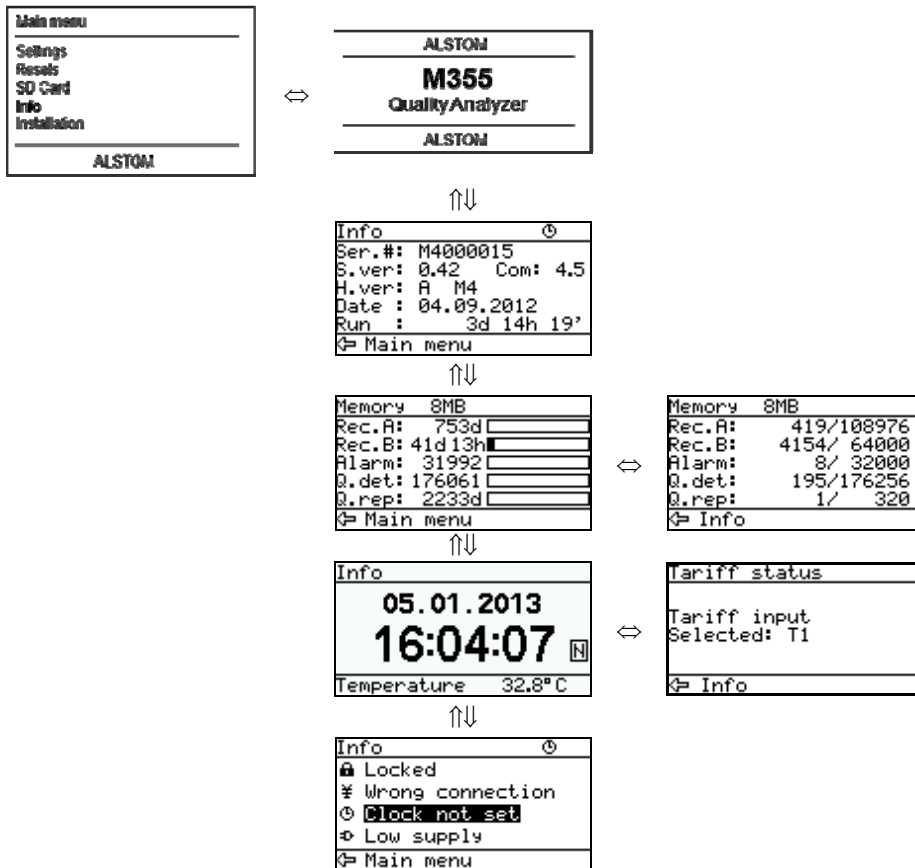 Main menu
Settings
Resets
SD Card
Info
Installation
ALSTOM
⇔
ALSTOM
M355
Quality Analyzer
ALSTOM
⇑⇓
Info
Ser.#: M4000015
S.ver: 0.42 Com: 4.5
H.ver: A M4
Date : 04.09.2012
Run : 3d 14h 19'
Main menu
⇑⇓
Memory 8MB
Rec.A: 753d
Rec.B: 41d13h
Alarm: 31992
Q.det: 176061
Q.rep: 2233d
Main menu
⇔
Memory 8MB
Rec.A: 419/108976
Rec.B: 4154/ 64000
Alarm: 8/ 32000
Q.det: 195/176256
Q.rep: 1/ 320
Info
⇑⇓
Info
05.01.2013
16:04:07 N
Temperature 32.8°C
⇔
Tariff status
Tariff input
Selected: T1
Info
⇑⇓
Info
Locked
¥ Wrong connection
Clock not set
Low supply
Main menu